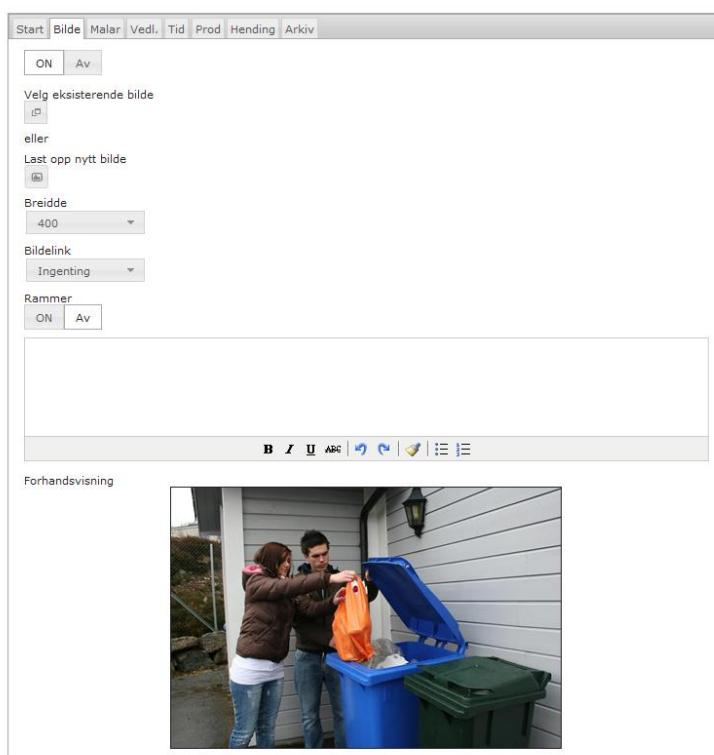 Start Bilde Malar Vedl. Tid Prod Hending Arkiv
ON Av
Velg eksisterende bilde
eller
Last opp nytt bilde
Breidde
400
Bildelink
Ingenting
Rammer
ON Av
B I U ABC
Forhandsvisning